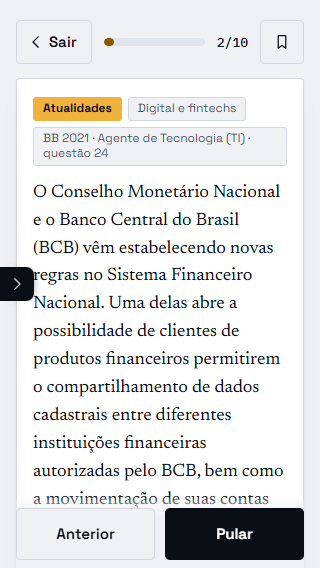 Sair
2/10
Atualidades
Digital e fintechs
BB 2021 · Agente de Tecnologia (TI) ·
questão 24
O Conselho Monetário Nacional
e o Banco Central do Brasil
(BCB) vêm estabelecendo novas
regras no Sistema Financeiro
Nacional. Uma delas abre a
possibilidade de clientes de
produtos financeiros permitirem
o compartilhamento de dados
cadastrais entre diferentes
instituições financeiras
autorizadas pelo BCB, bem como
a movimentação de suas contas
Anterior
Pular